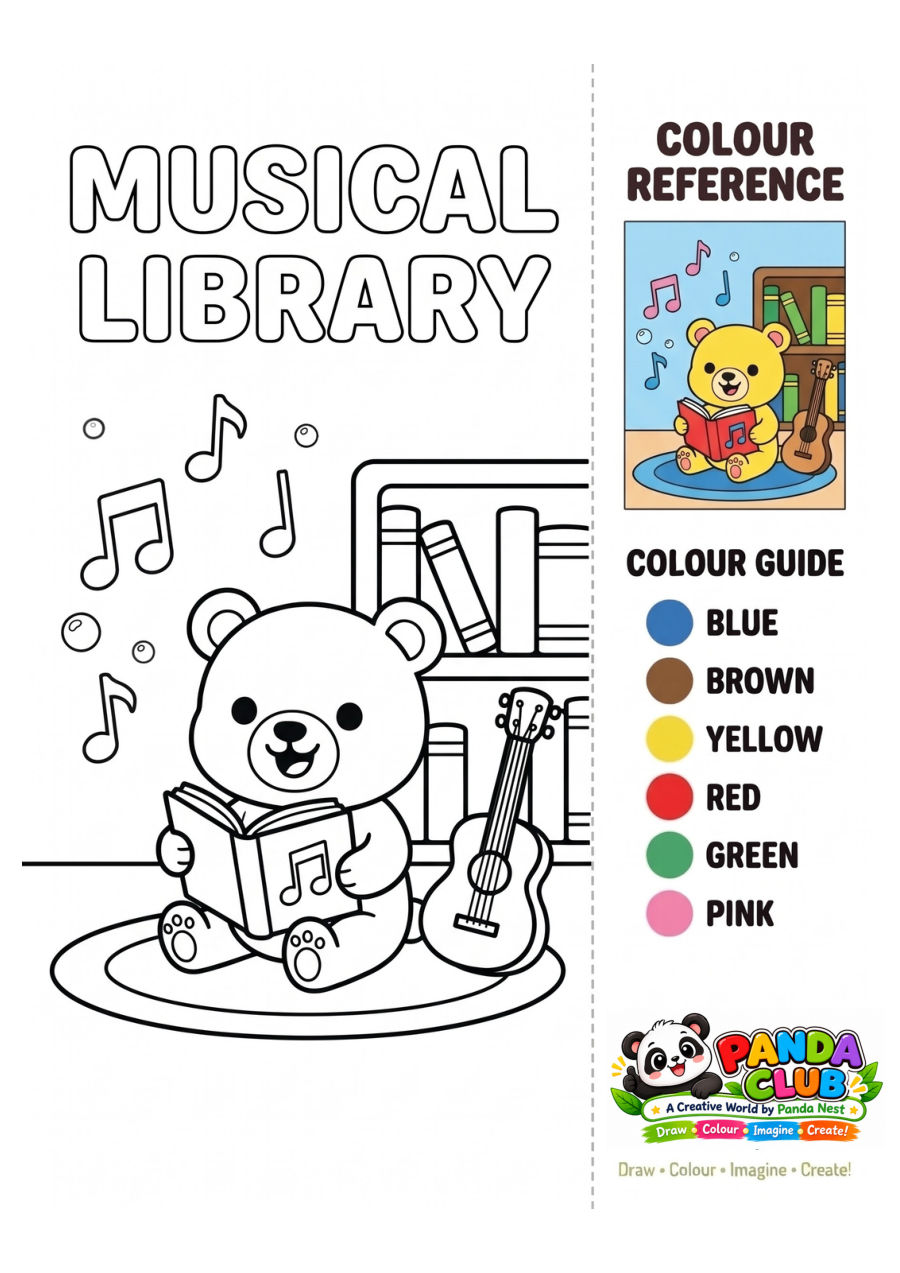 MUSICAL
LIBRARY
COLOUR
REFERENCE
COLOUR GUIDE
BLUE
BROWN
YELLOW
RED
GREEN
PINK
PANDA
CLUB
A Creative World by Panda Nest
Draw • Colour • Imagine • Create!
Draw • Colour • Imagine • Create!